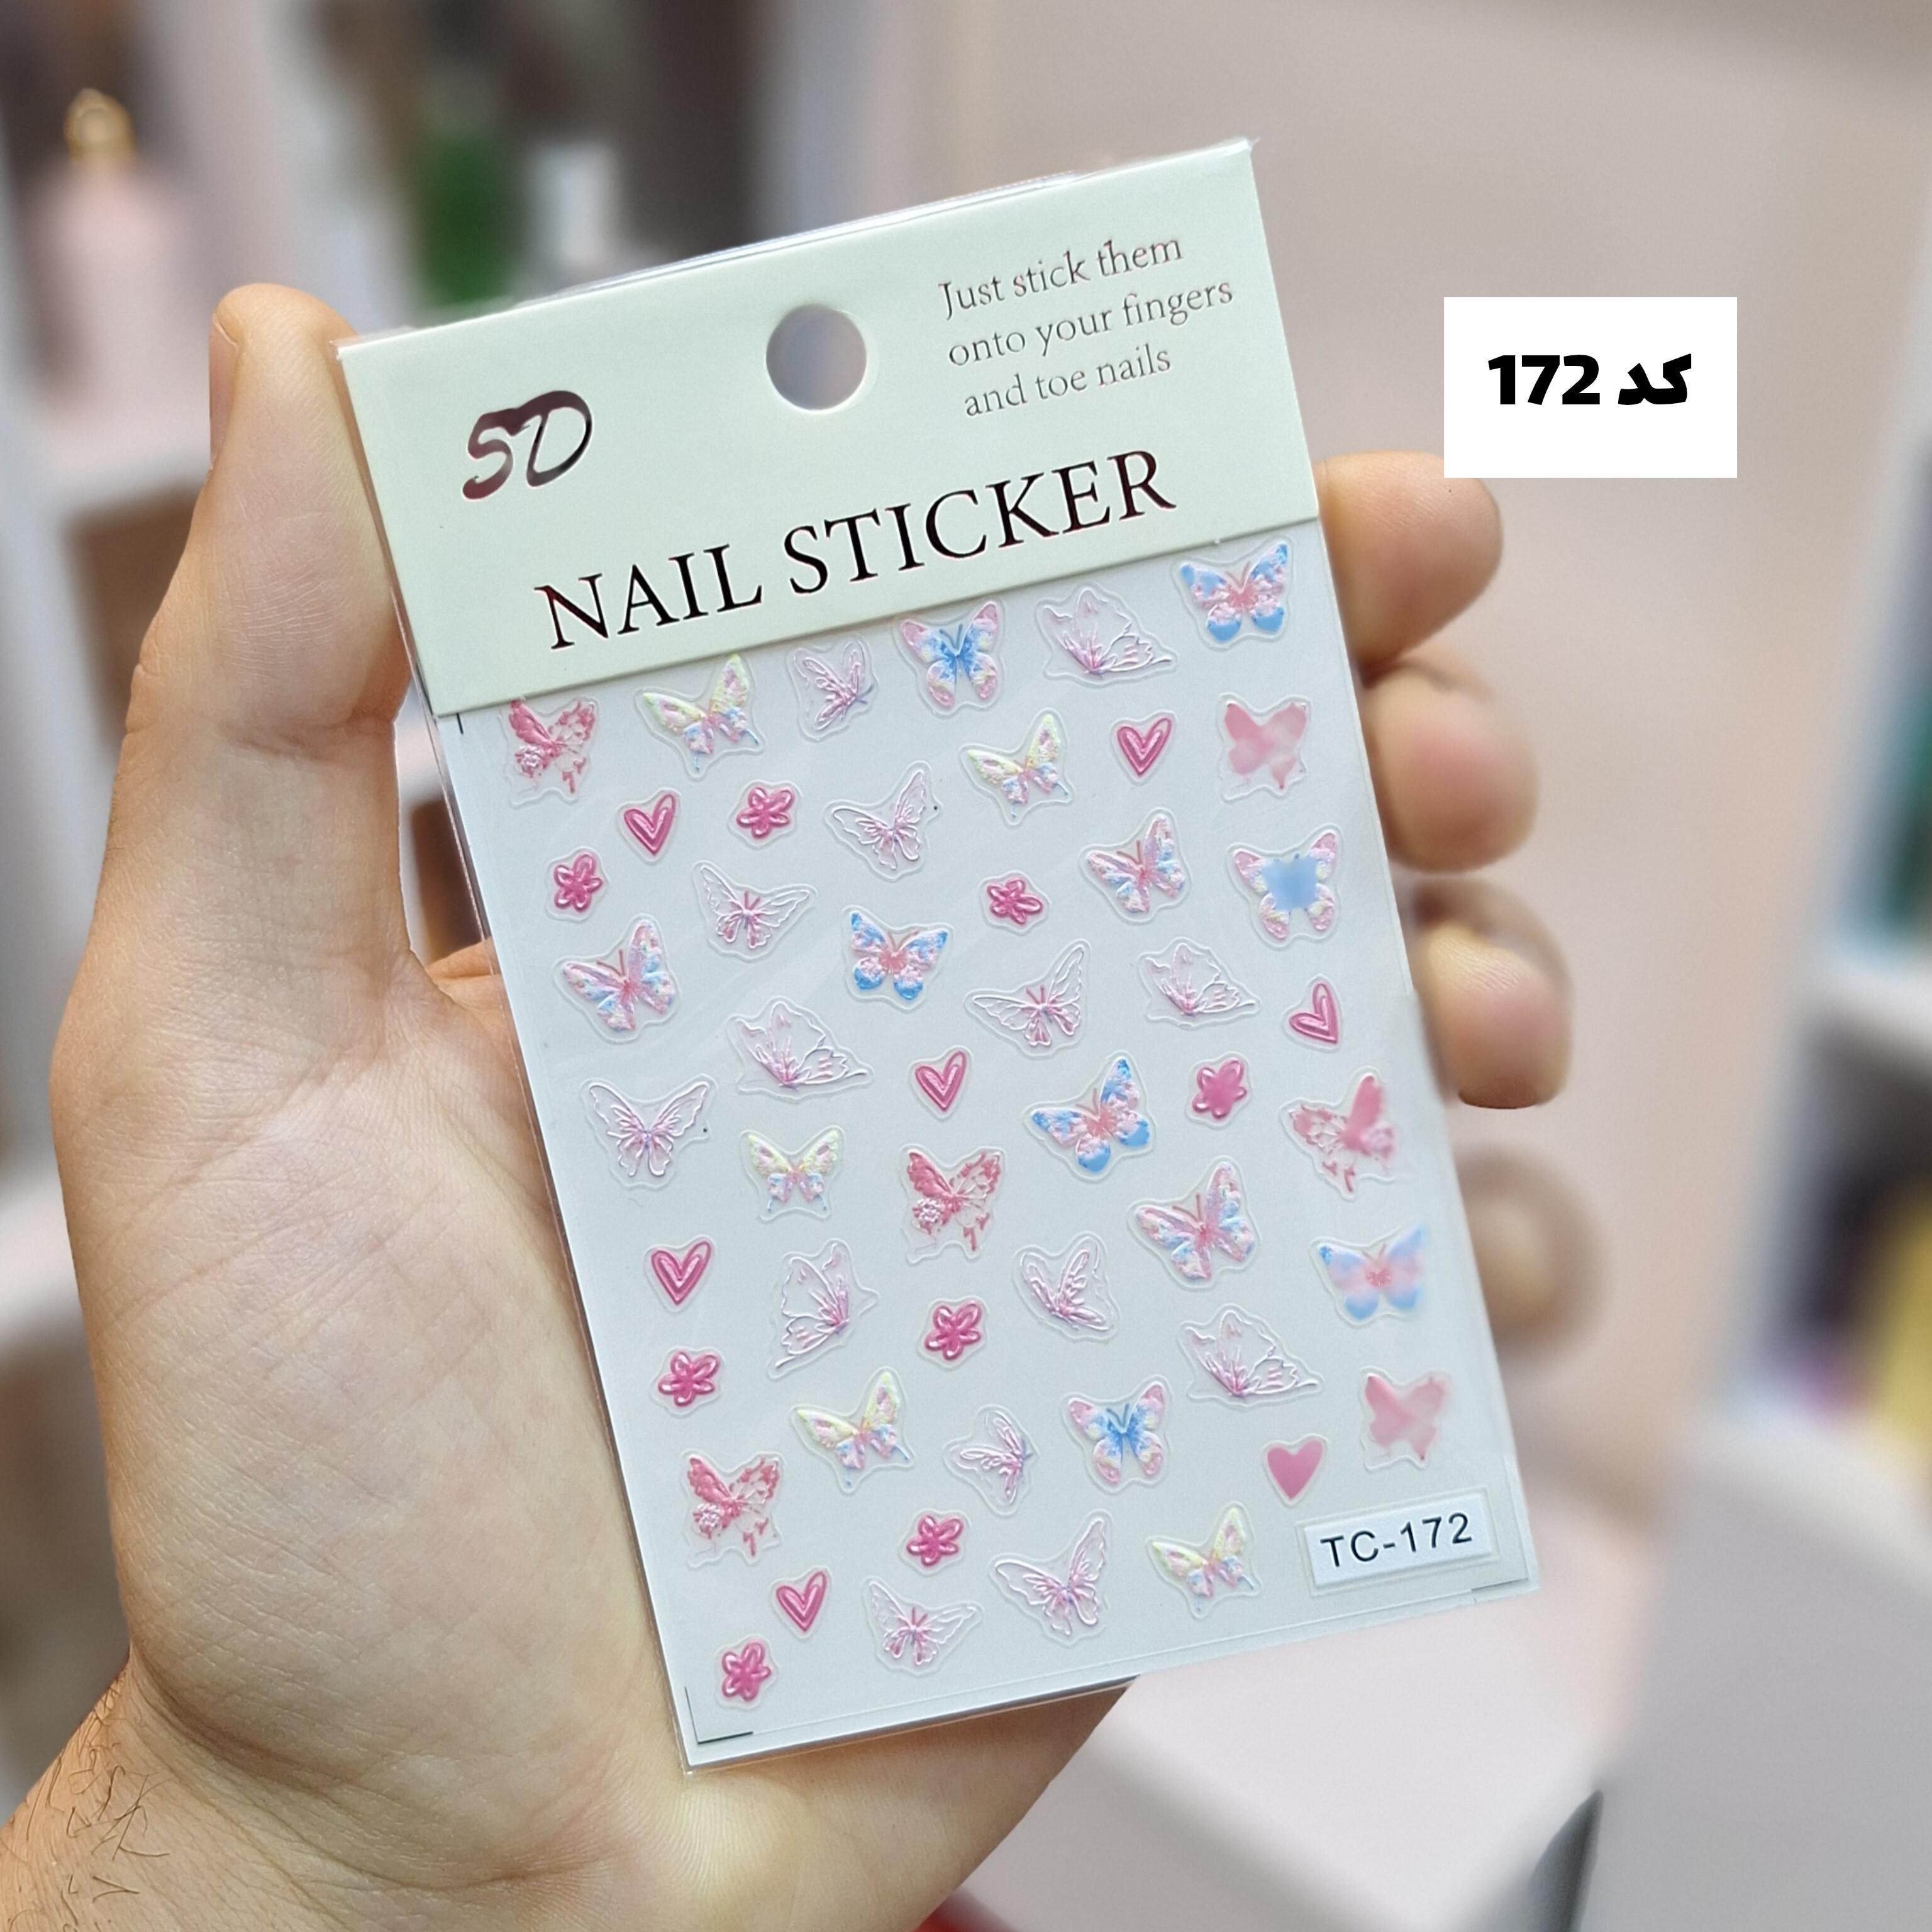 Just stick them
onto your fingers
and toe nails
5D
NAIL STICKER
کد 172
TC-172